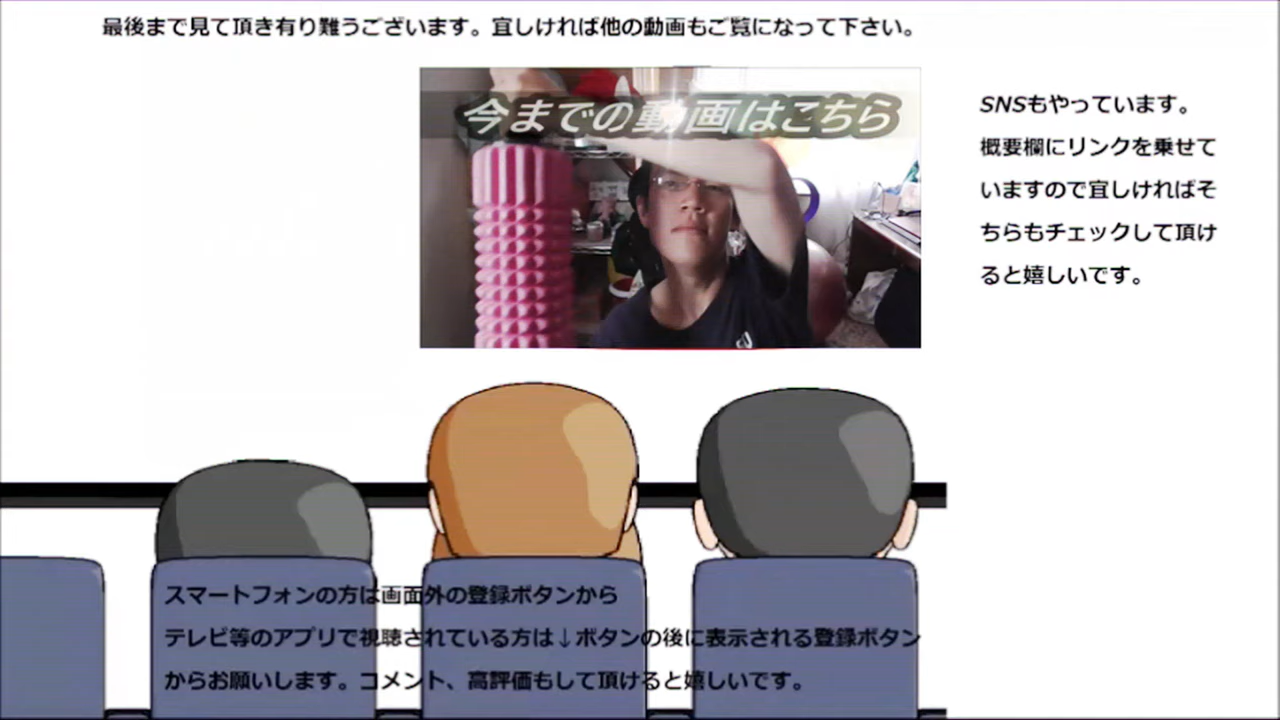 最後まで見て頂き有り難うございます。宜しければ他の動画もご覧になって下さい。
今までの動画はこちら
SNSもやっています。
概要欄にリンクを乗せて
いますので宜しければそ
ちらもチェックして頂け
ると嬉しいです。
スマートフォンの方は画面外の登録ボタンから
テレビ等のアプリで視聴されている方は↓ボタンの後に表示される登録ボタン
からお願いします。コメント、高評価もして頂けると嬉しいです。